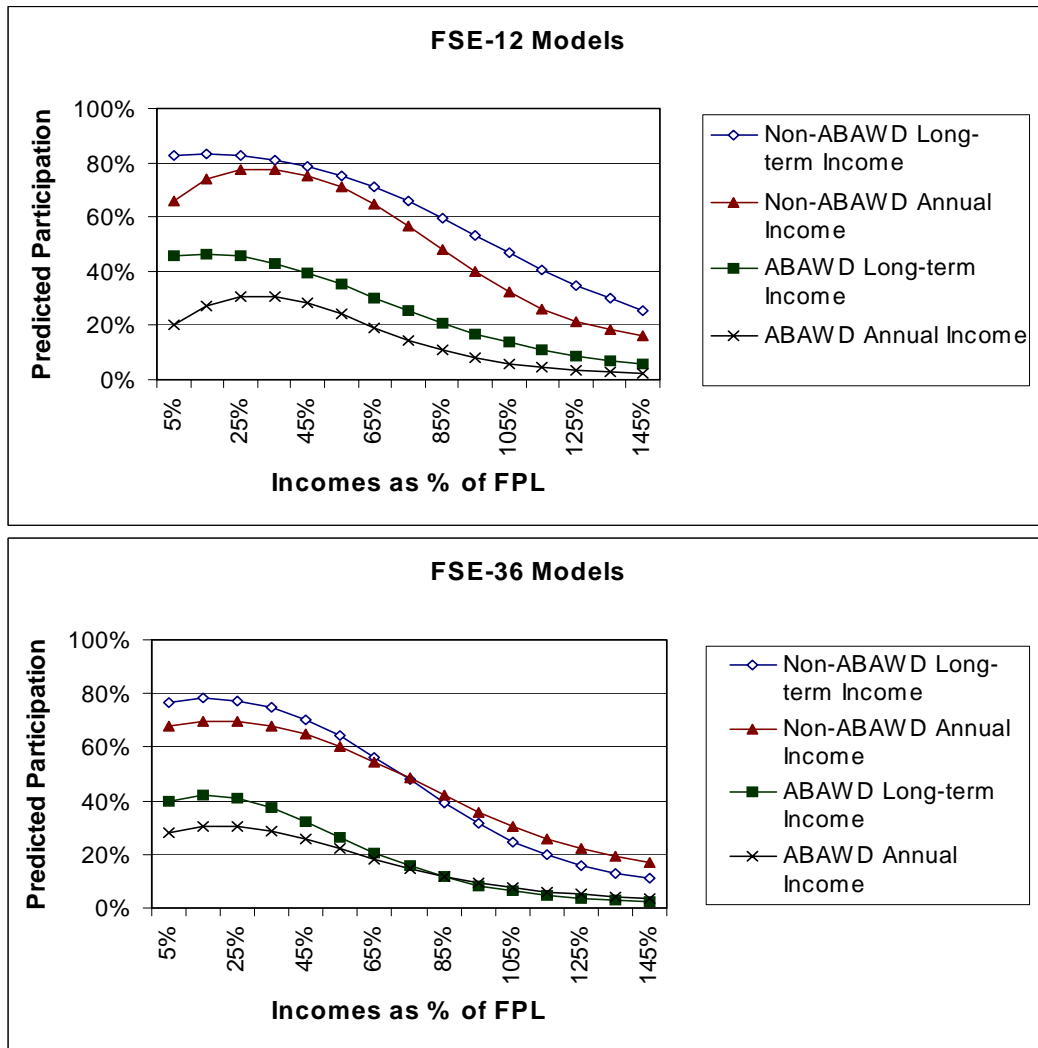 FSE-12 Models
Predicted Participation
100%
80%
60%
40%
20%
0%
5%
25%
45%
65%
85%
105%
125%
145%
Incomes as % of FPL
Non-ABAWD Long-
term Income
Non-ABAWD Annual
Income
ABAWD Long-term
Income
ABAWD Annual Income
FSE-36 Models
Predicted Participation
100%
80%
60%
40%
20%
0%
5%
25%
45%
65%
85%
105%
125%
145%
Incomes as % of FPL
Non-ABAWD Long-
term Income
Non-ABAWD Annual
Income
ABAWD Long-term
Income
ABAWD Annual
Income